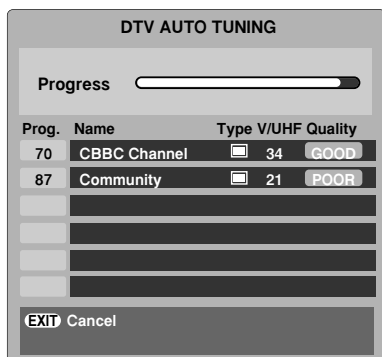 DTV AUTO TUNING
Progress
Prog. Name Type V/UHF Quality
70 CBBC Channel 34 GOOD
87 Community 21 POOR
EXIT Cancel